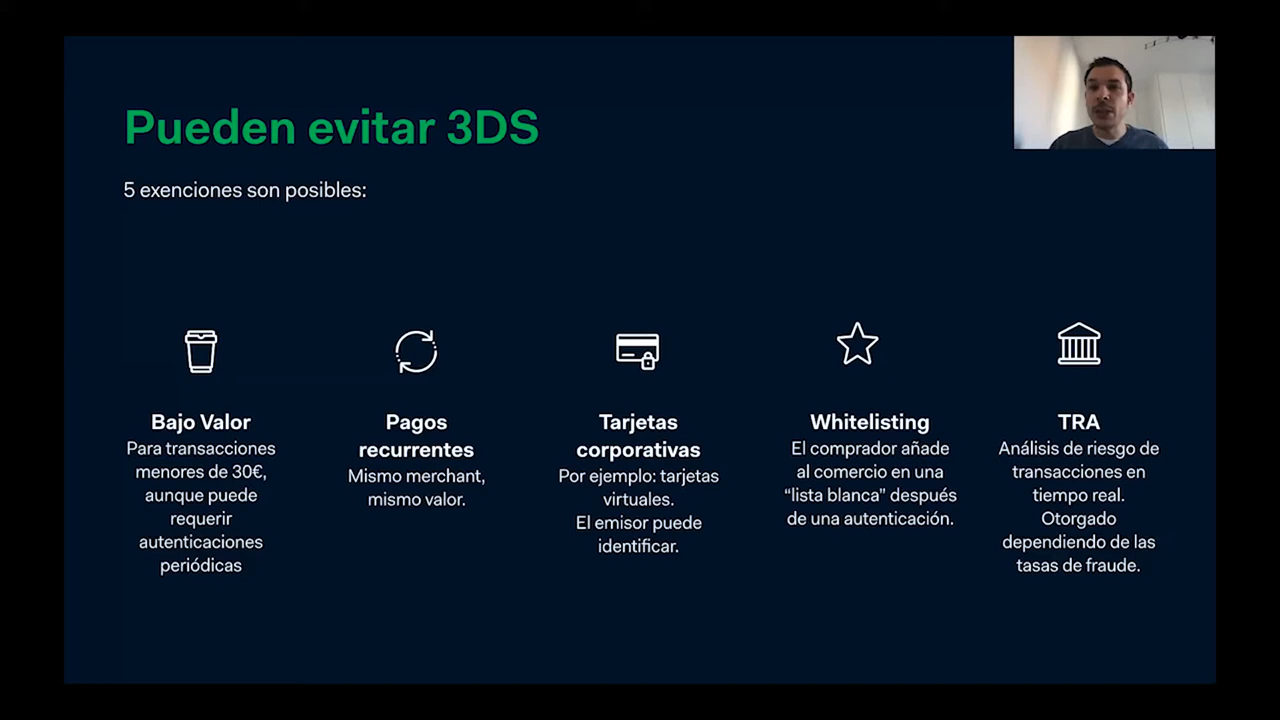 Pueden evitar 3DS
5 exenciones son posibles:
Bajo Valor
Para transacciones
menores de 30€,
aunque puede
requerir
autenticaciones
periódicas
Pagos
recurrentes
Mismo merchant,
mismo valor.
Tarjetas
corporativas
Por ejemplo: tarjetas
virtuales.
El emisor puede
identificar.
Whitelisting
El comprador añade
al comercio en una
“lista blanca” después
de una autenticación.
TRA
Análisis de riesgo de
transacciones en
tiempo real.
Otorgado
dependiendo de las
tasas de fraude.